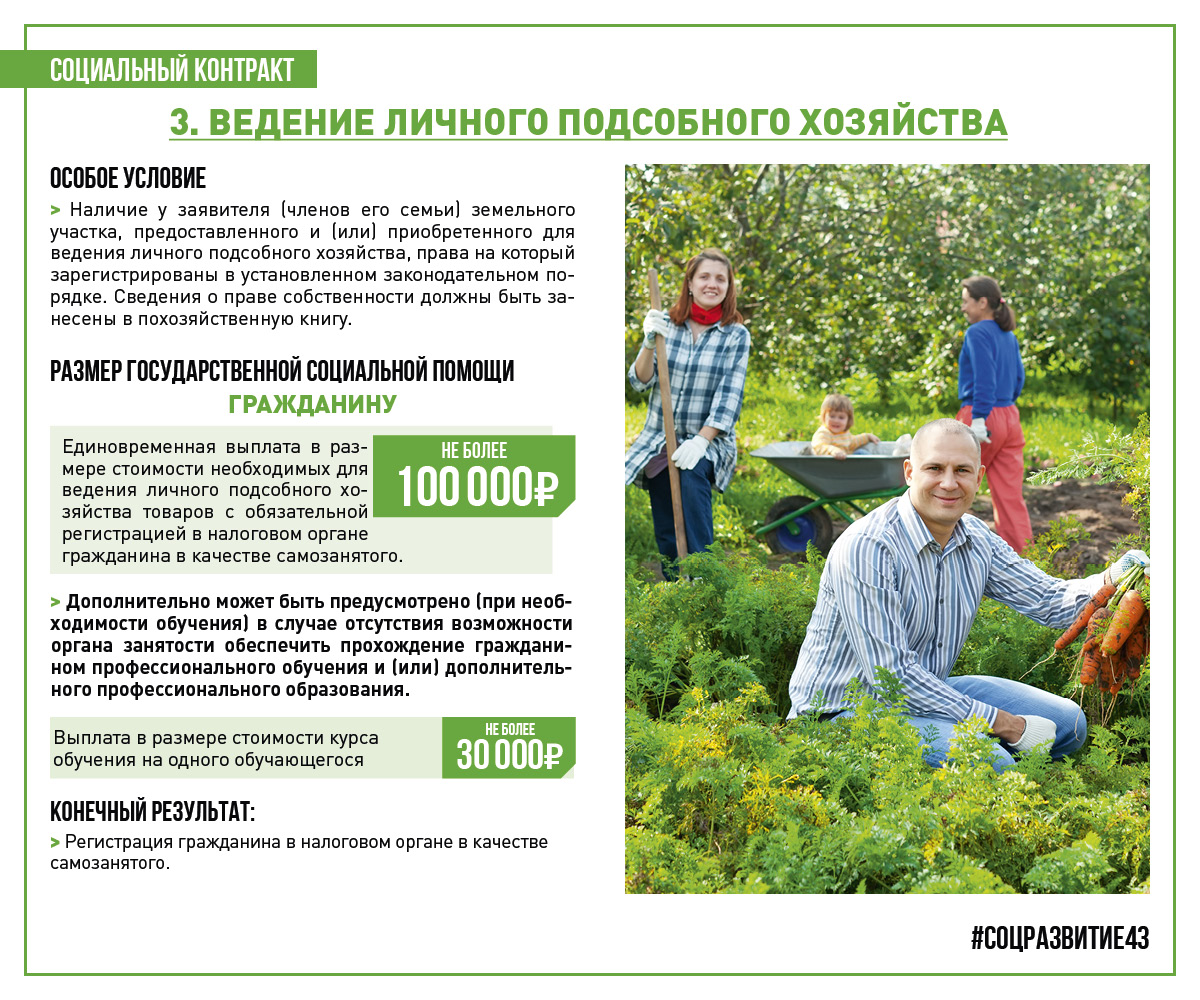 СОЦИАЛЬНЫЙ КОНТРАКТ
3. ВЕДЕНИЕ ЛИЧНОГО ПОДСОБНОГО ХОЗЯЙСТВА
ОСОБОЕ УСЛОВИЕ
> Наличие у заявителя (членов его семьи) земельного
участка, предоставленного и (или) приобретенного для
ведения личного подсобного хозяйства, права на который
зарегистрированы в установленном законодательном по-
рядке. Сведения о праве собственности должны быть за-
несены в похозяйственную книгу.
РАЗМЕР ГОСУДАРСТВЕННОЙ СОЦИАЛЬНОЙ ПОМОЩИ
ГРАЖДАНИНУ
Единовременная выплата в раз-
мере стоимости необходимых для
ведения личного подсобного хо-
зяйства товаров с обязательной
регистрацией в налоговом органе
гражданина в качестве самозанятого.
НЕ БОЛЕЕ
100 000₽
> Дополнительно может быть предусмотрено (при необ-
ходимости обучения) в случае отсутствия возможности
органа занятости обеспечить прохождение граждани-
ном профессионального обучения и (или) дополнитель-
ного профессионального образования.
Выплата в размере стоимости курса
обучения на одного обучающегося
НЕ БОЛЕЕ
30 000₽
КОНЕЧНЫЙ РЕЗУЛЬТАТ:
> Регистрация гражданина в налоговом органе в качестве
самозанятого.
#СОЦРАЗВИТИЕ43